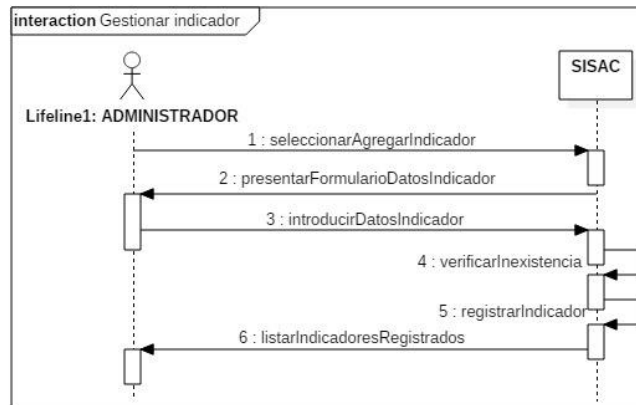 interaction Gestionar indicador
SISAC
Lifeline1: ADMINISTRADOR
1 : seleccionarAgregarIndicador
2 : presentarFormularioDatosIndicador
3 : introducirDatosIndicador
4 : verificarInexistencia
5 : registrarIndicador
6 : listarIndicadoresRegistrados